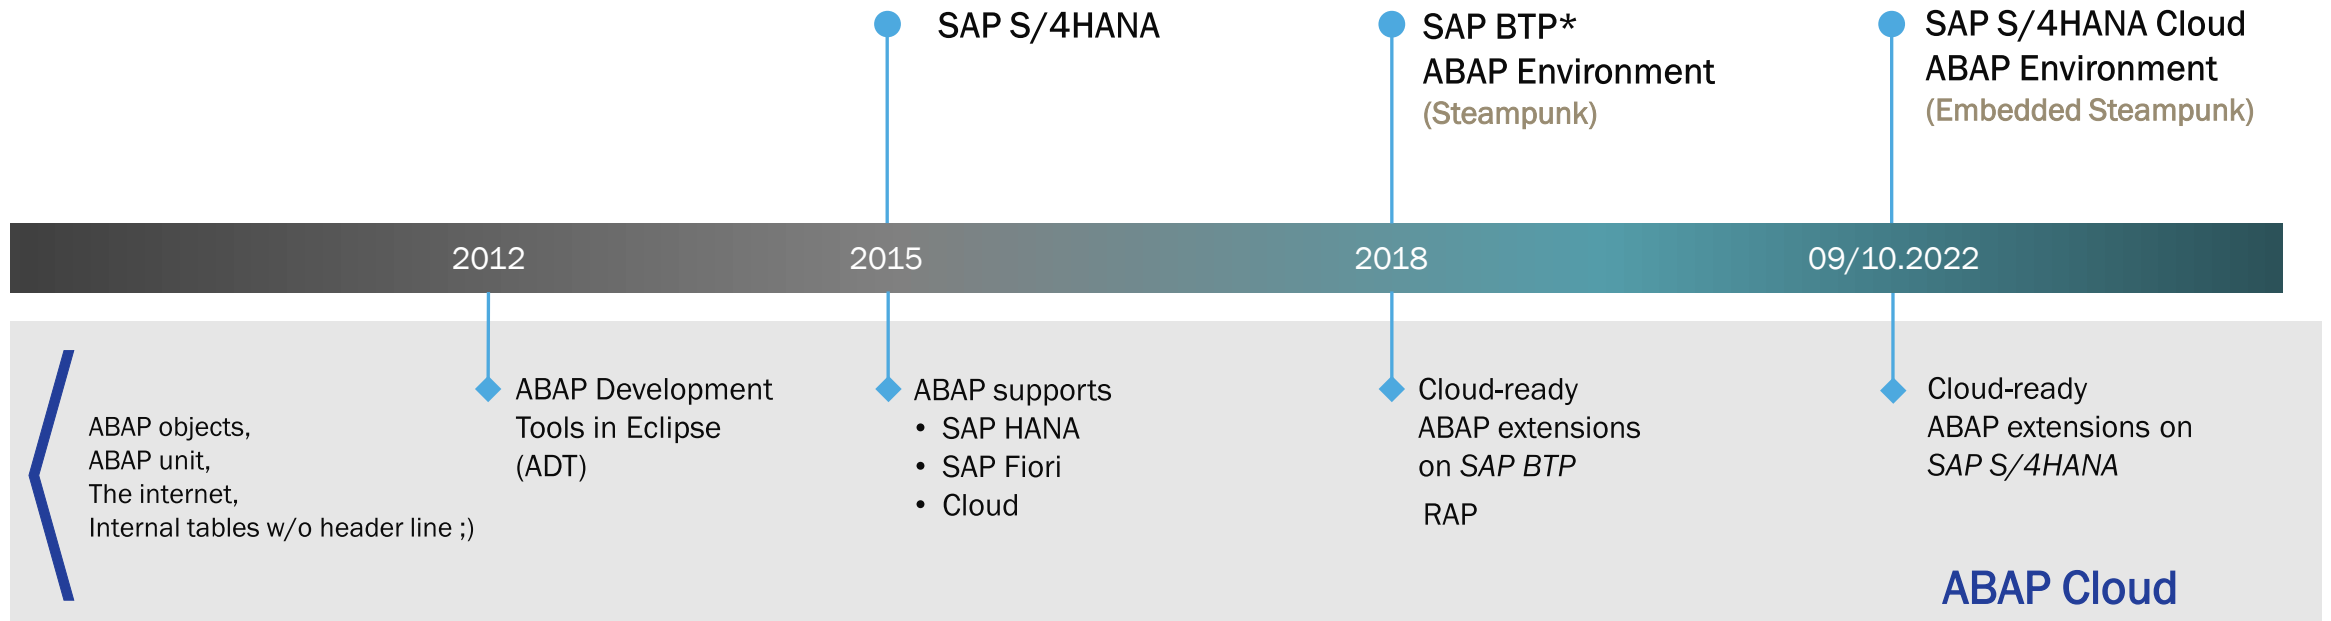 SAP S/4HANA
SAP BTP*
ABAP Environment
(Steampunk)
SAP S/4HANA Cloud
ABAP Environment
(Embedded Steampunk)
2012
2015
2018
09/10.2022
ABAP objects,
ABAP unit,
The internet,
Internal tables w/o header line ;)
ABAP Development
Tools in Eclipse
(ADT)
ABAP supports
• SAP HANA
• SAP Fiori
• Cloud
Cloud-ready
ABAP extensions
on SAP BTP
RAP
Cloud-ready
ABAP extensions on
SAP S/4HANA
ABAP Cloud